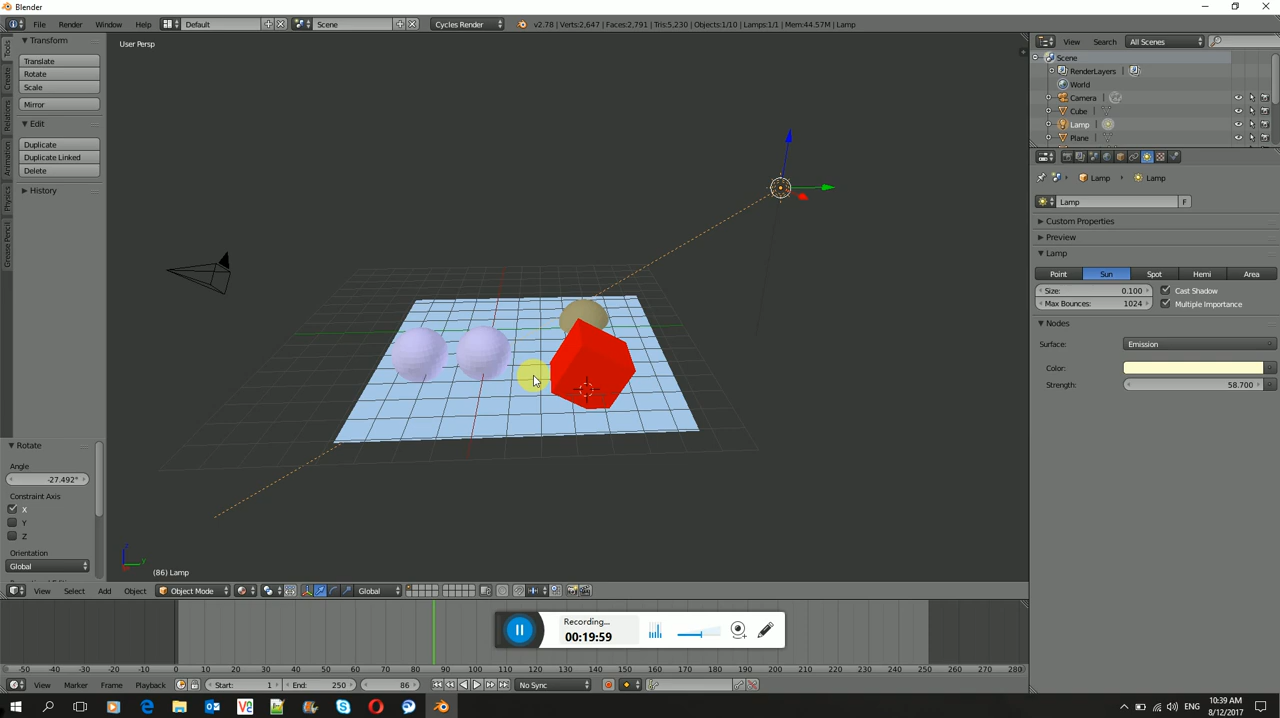 Blender
File Render Window Help Default Scene Cycles Render v2.78 | Verts:2,647 | Faces:2,791 | Tris:5,230 | Objects:1/10 | Lamps:1/1 | Mem:44.57M | Lamp
View Search All Scenes
Tools
Create
Relations
Animation
Physics
Grease Pencil
Transform
Translate
Rotate
Scale
Mirror
Edit
Duplicate
Duplicate Linked
Delete
History
Rotate
Angle
-27.492°
Constraint Axis
X
Y
Z
Orientation
Global
User Persp
(86) Lamp
Scene
RenderLayers
World
Camera
Cube
Lamp
Plane
Lamp Lamp
Lamp F
Custom Properties
Preview
Lamp
Point Sun Spot Hemi Area
Size: 0.100 Cast Shadow
Max Bounces: 1024 Multiple Importance
Nodes
Surface: Emission
Color:
Strength: 58.700
View Select Add Object Object Mode Global
Recording...
00:19:59
-50 -40 -30 -20 -10 0 10 20 30 40 50 60 70 80 90 100 110 120 130 140 150 160 170 180 190 200 210 220 230 240 250 260 270 280
View Marker Frame Playback Start: 1 End: 250 86 No Sync
ENG 10:39 AM
8/12/2017